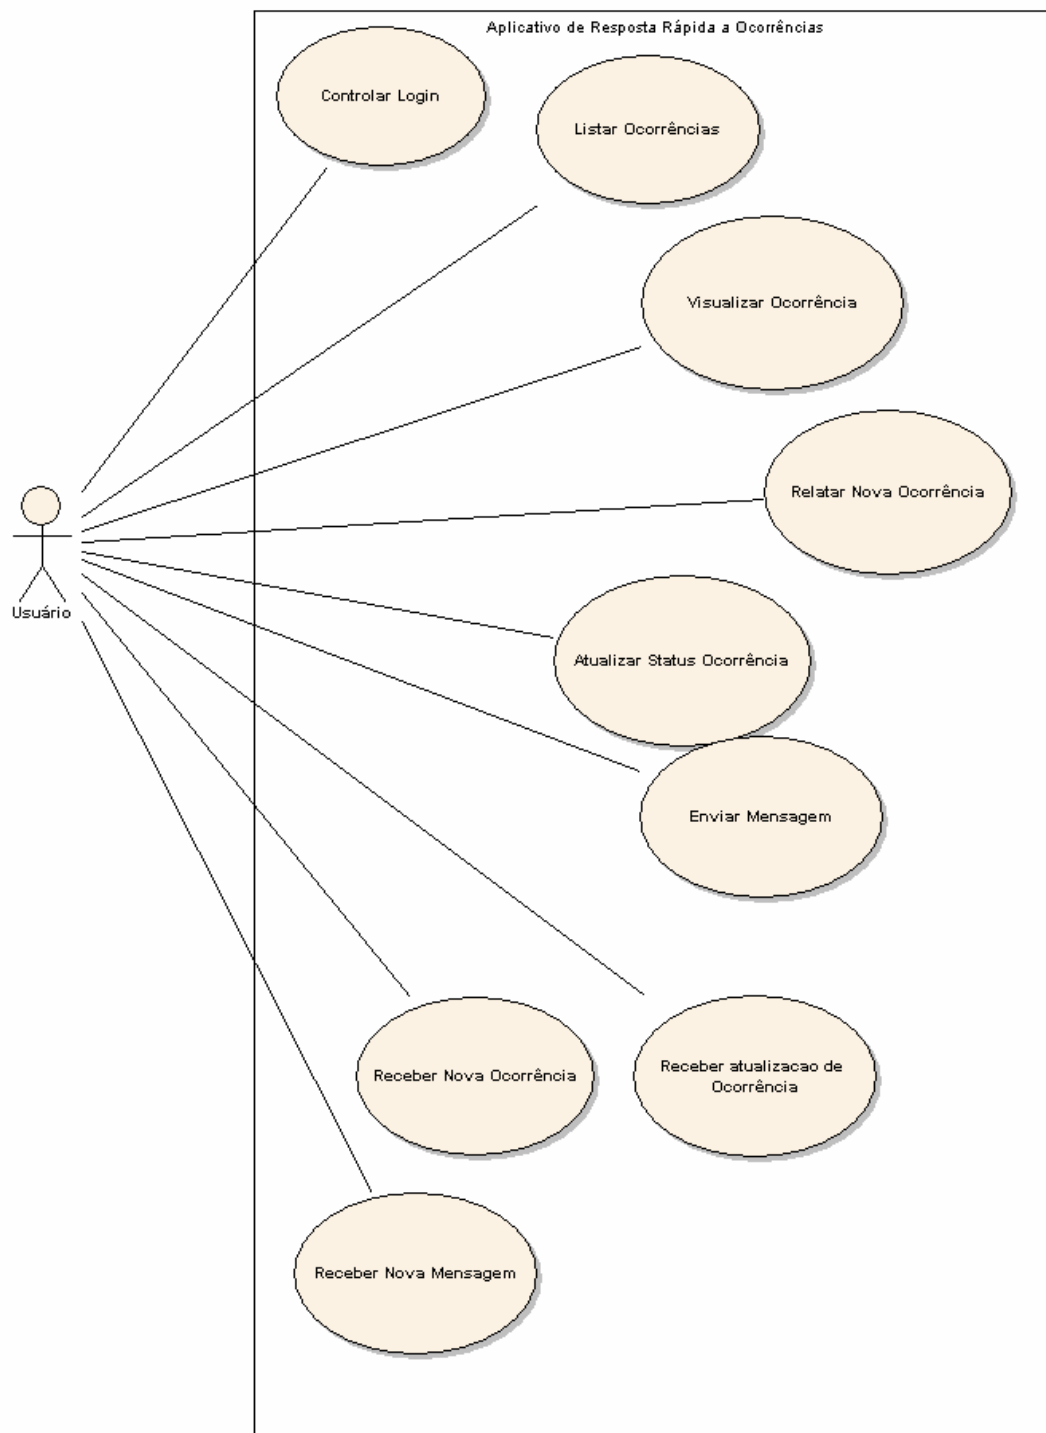 Aplicativo de Resposta Rápida a Ocorrências
Controlar Login
Listar Ocorrências
Visualizar Ocorrência
Relatar Nova Ocorrência
Usuário
Atualizar Status Ocorrência
Enviar Mensagem
Receber Nova Ocorrência
Receber atualizacao de
Ocorrência
Receber Nova Mensagem